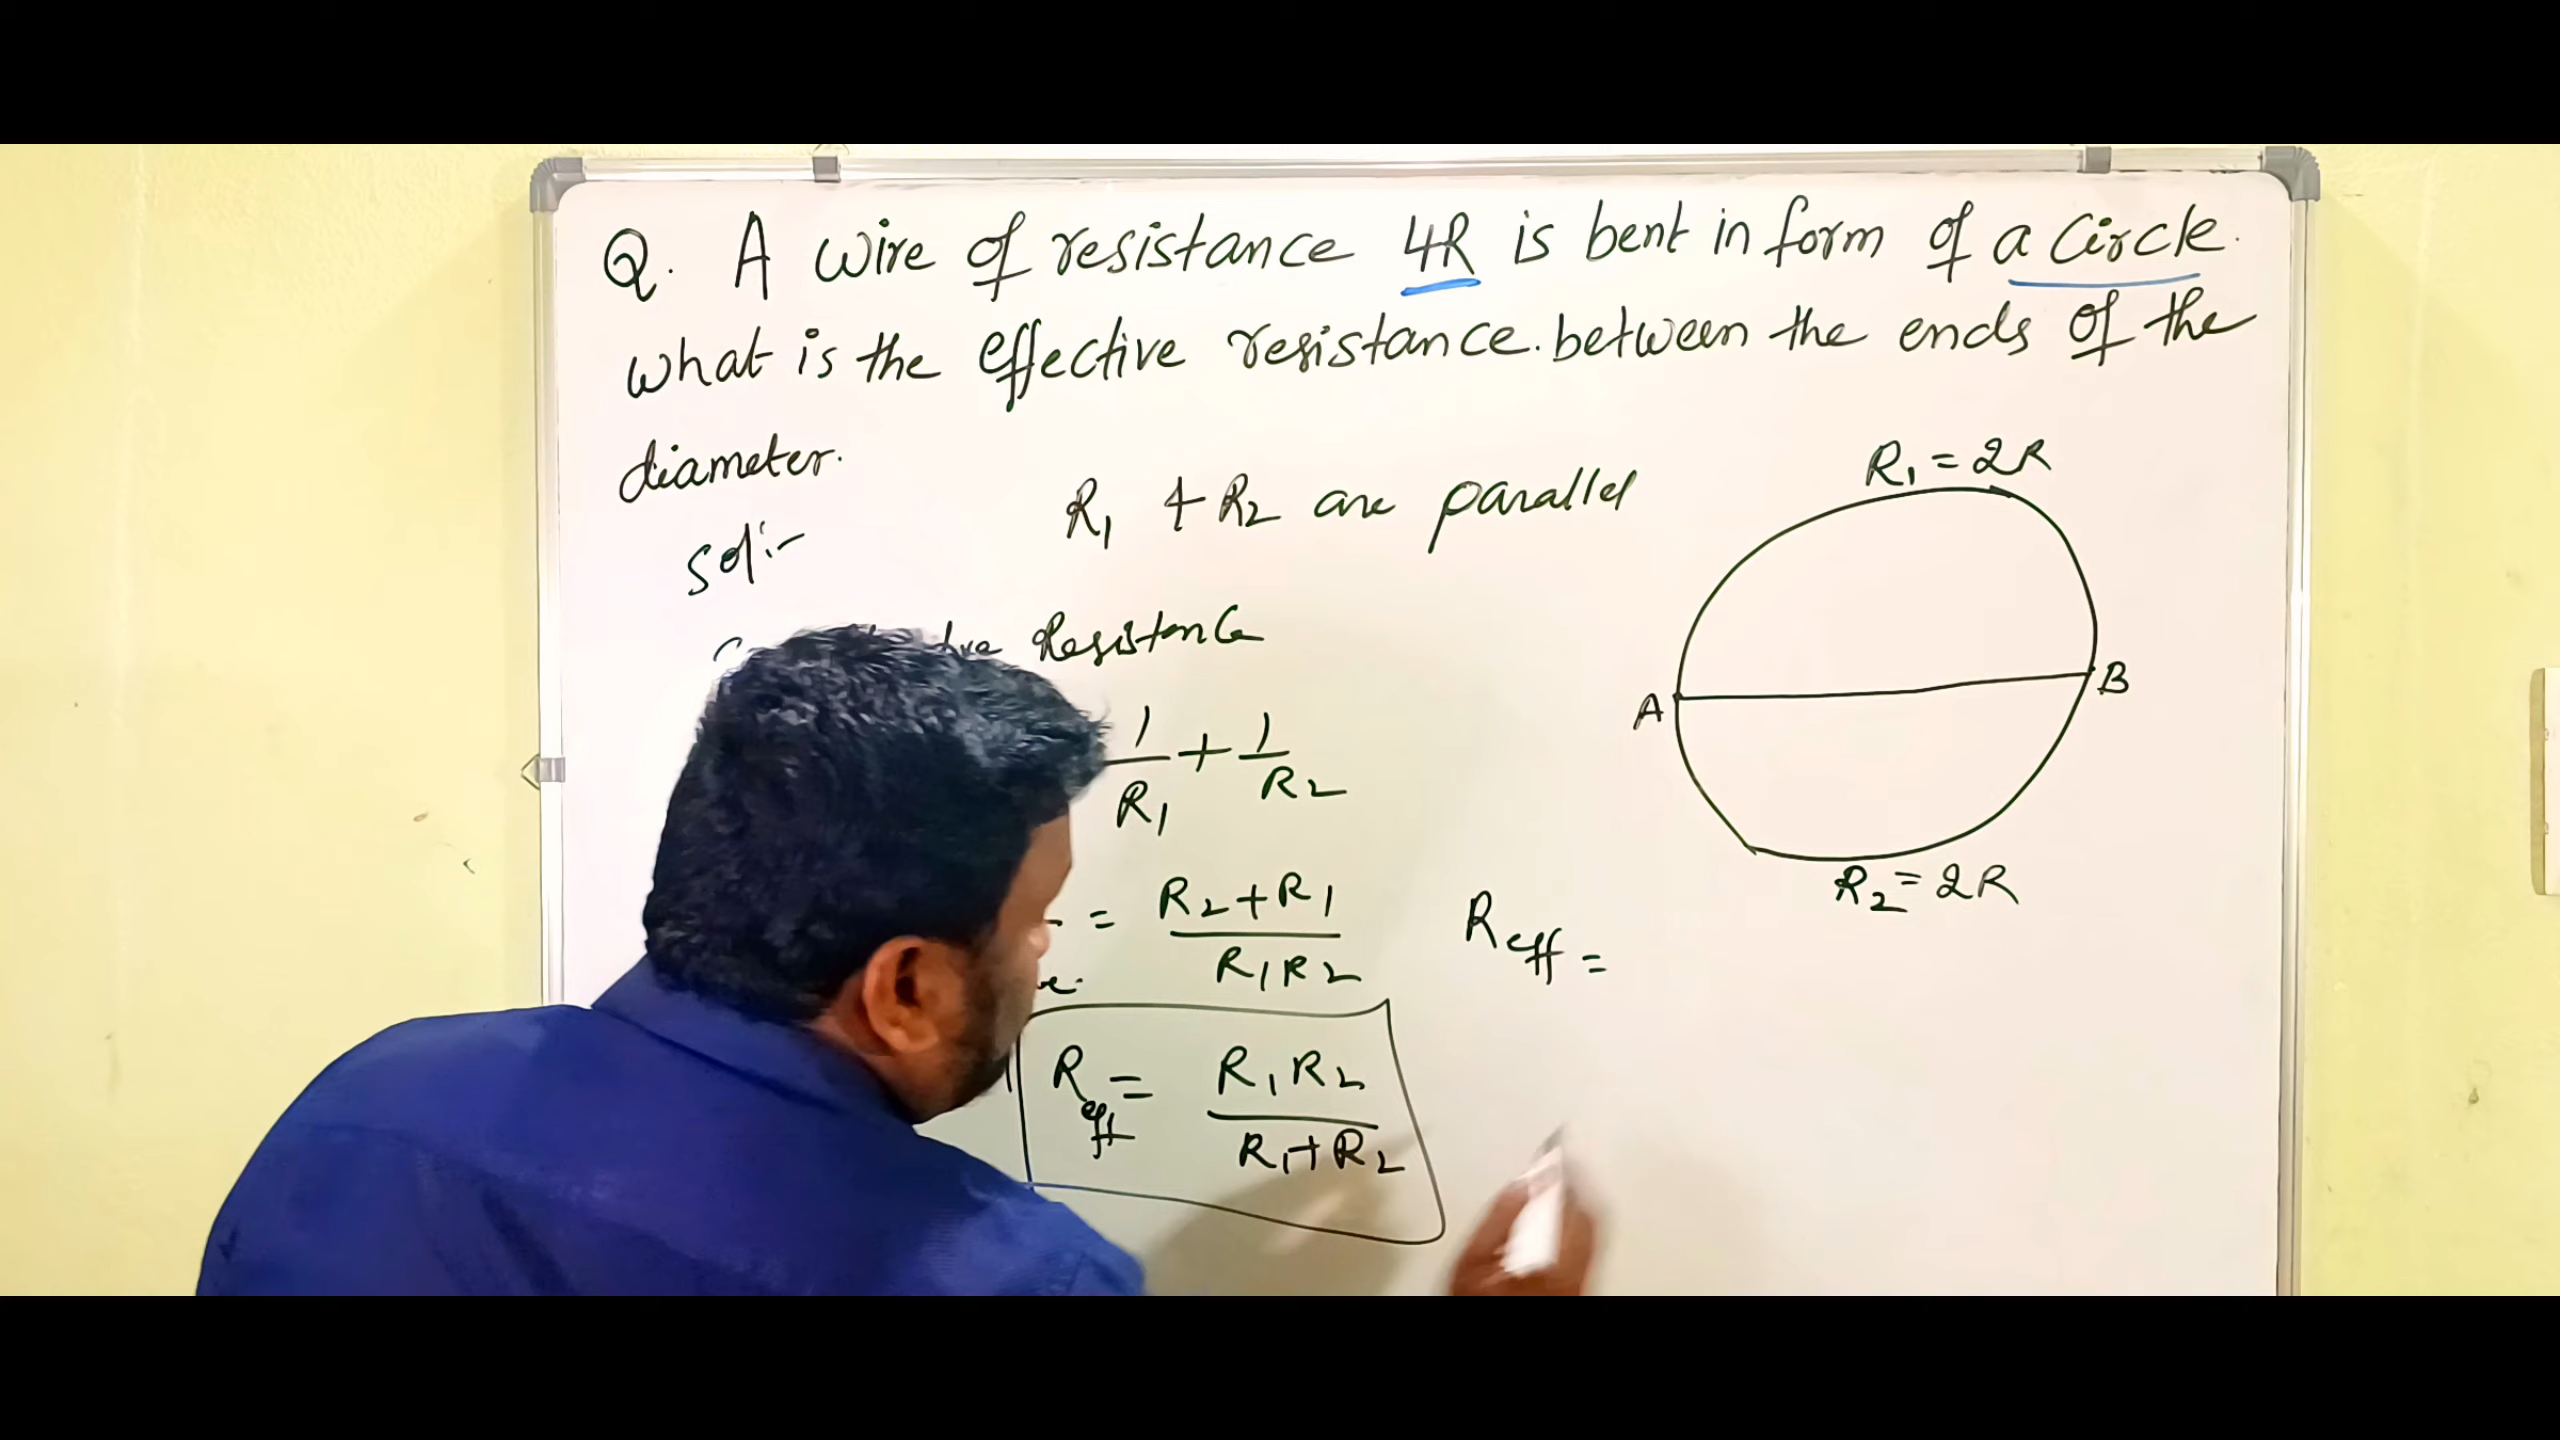 Q. A wire of resistance 4R is bent in form of a Circle.
what is the effective resistance. between the ends of the
diameter.
R₁ = 2R
R₁ + R₂ are parallel
Sol:-
Resistance
A
B
1/R₁ + 1/R₂
R₂ = 2R
= R₂+R₁/R₁R₂
Reff =
Reff = R₁R₂/R₁+R₂